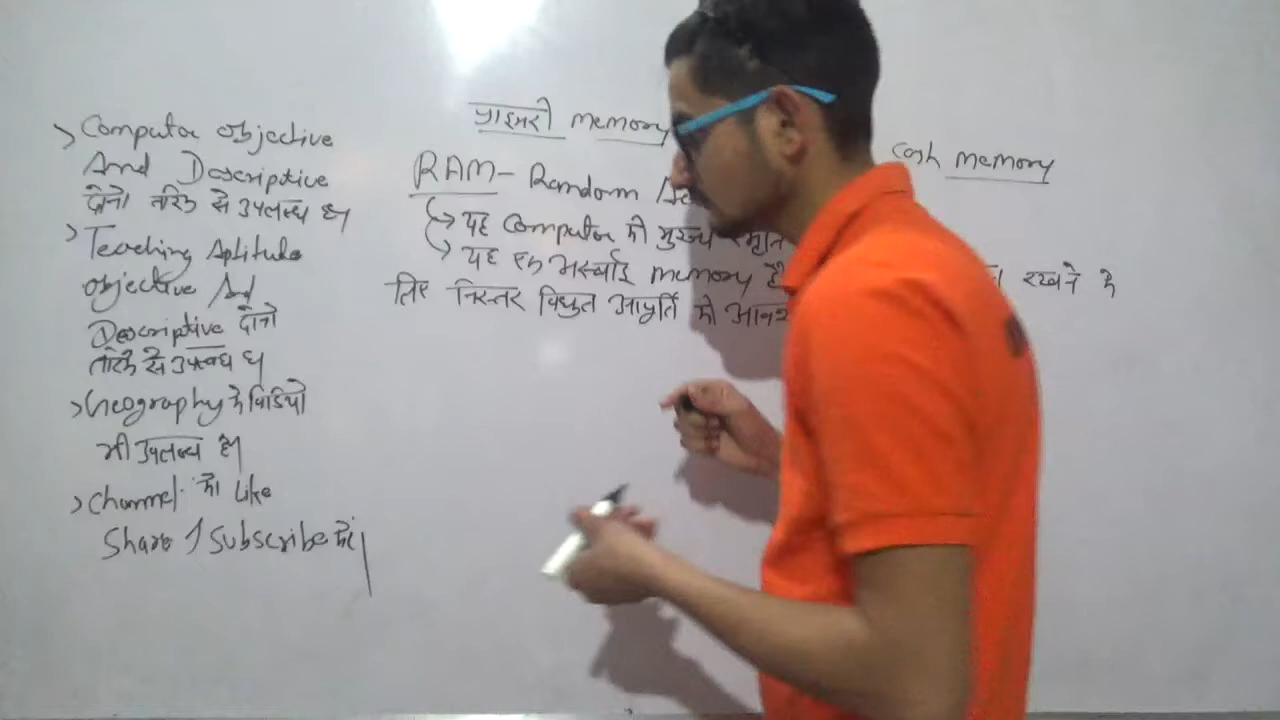 > Computer objective
And Descriptive
दोनो तरिके से उपलब्ध है।
> Teaching Aptitude
objective And
Descriptive दोनो
तरिके से उपलब्ध है।
> Geography के विडियो
भी उपलब्ध है।
> Channel को Like
Share / Subscribe करें।
प्राइमरी memory
Cash memory
RAM - Random
यह Computer की मुख्य स्मृति
यह एक अस्थाई memory है रखने के
लिए निरन्तर विधुत आपूर्ति की